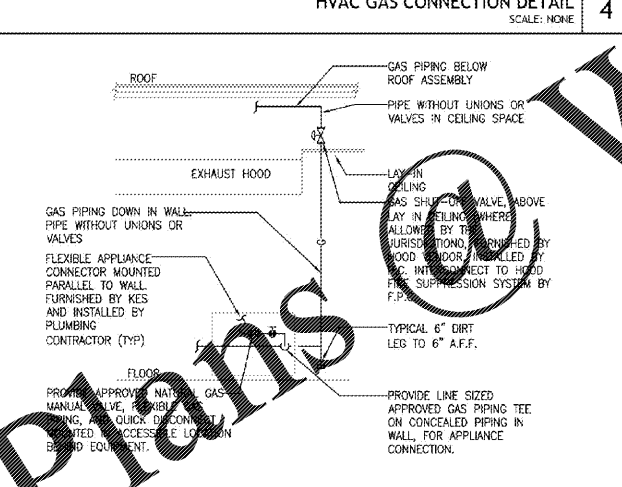 HVAC GAS CONNECTION DETAIL
SCALE: NONE
4
ROOF
GAS PIPING BELOW
ROOF ASSEMBLY
PIPE WITHOUT UNIONS OR
VALVES IN CEILING SPACE
EXHAUST HOOD
LAY-IN
CEILING
GAS SHUT-OFF VALVE, ABOVE
LAY IN CEILING (WHERE
ALLOWED BY THE
JURISDICTION), FURNISHED BY
HOOD VENDOR, INSTALLED BY
P.C. INTERCONNECT TO HOOD
FIRE SUPPRESSION SYSTEM BY
F.P.C.
GAS PIPING DOWN IN WALL.
PIPE WITHOUT UNIONS OR
VALVES
FLEXIBLE APPLIANCE
CONNECTOR MOUNTED
PARALLEL TO WALL.
FURNISHED BY KES
AND INSTALLED BY
PLUMBING
CONTRACTOR (TYP)
TYPICAL 6" DIRT
LEG TO 6" A.F.F.
FLOOR
PROVIDE APPROVED NATURAL GAS
MANUAL VALVE, FLEXIBLE GAS
PIPING, AND QUICK DISCONNECT
MOUNTED IN ACCESSIBLE LOCATION
BEHIND EQUIPMENT.
PROVIDE LINE SIZED
APPROVED GAS PIPING TEE
ON CONCEALED PIPING IN
WALL, FOR APPLIANCE
CONNECTION.
Plans @